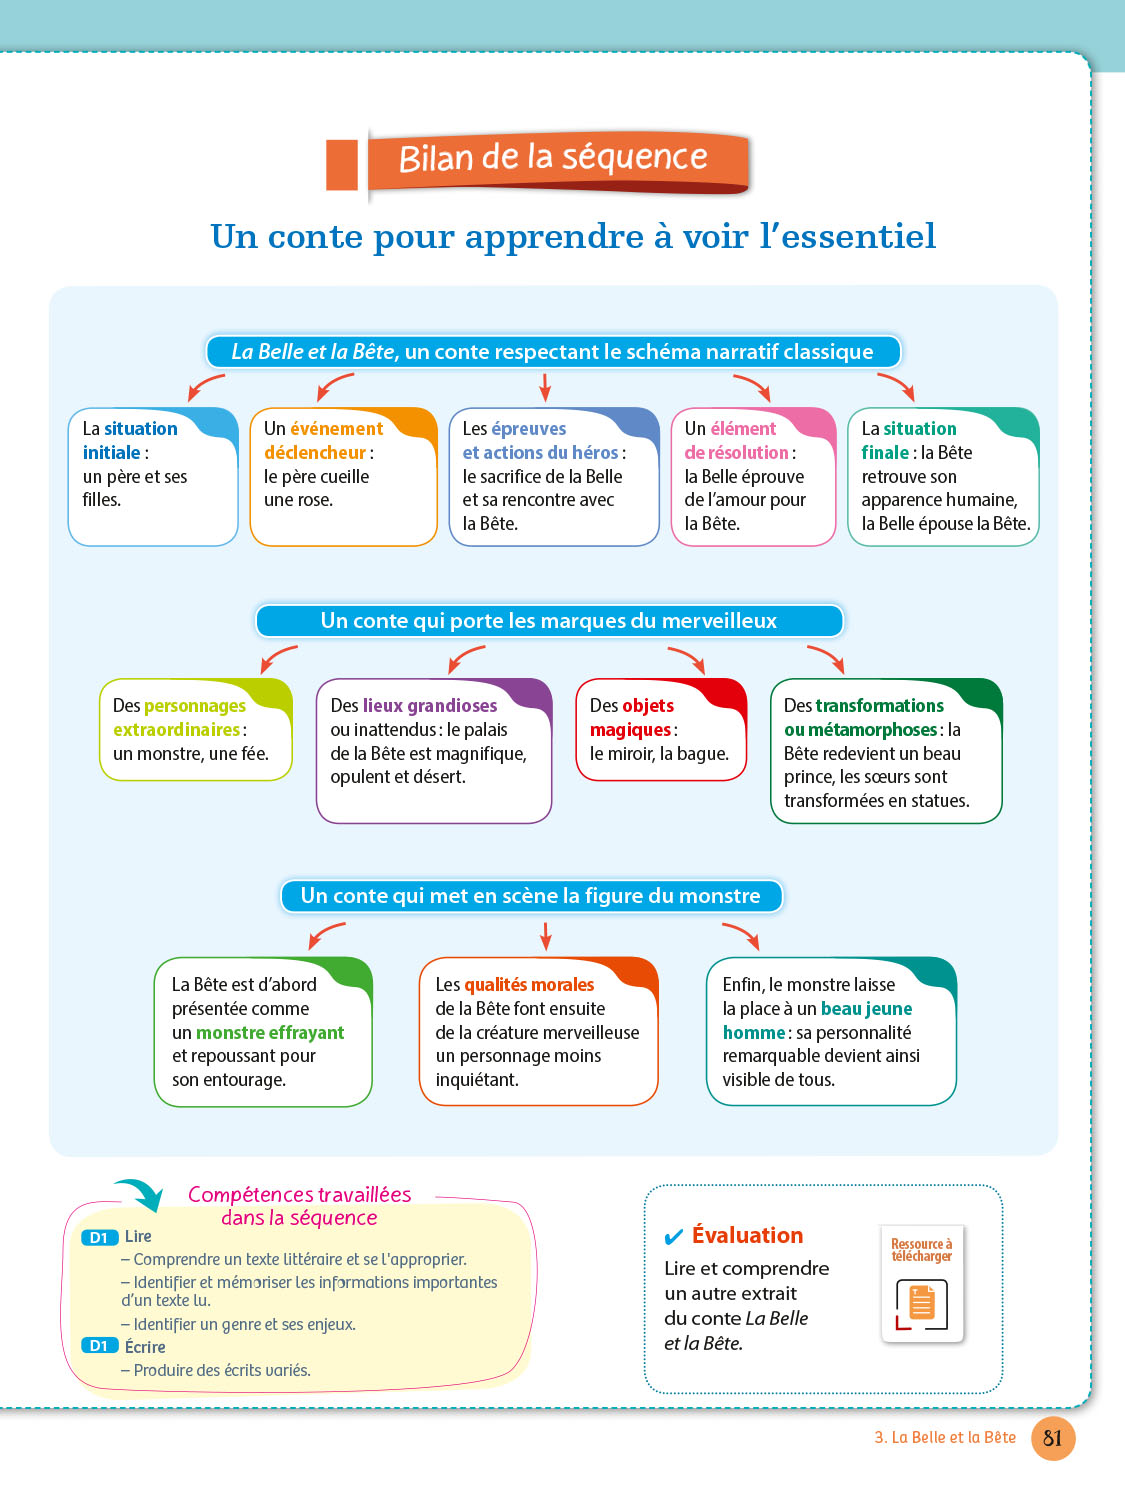 Bilan de la séquence
Un conte pour apprendre à voir l'essentiel
La Belle et la Bête, un conte respectant le schéma narratif classique
La situation
initiale :
un père et ses
filles.
Un événement
déclencheur :
le père cueille
une rose.
Les épreuves
et actions du héros :
le sacrifice de la Belle
et sa rencontre avec
la Bête.
Un élément
de résolution :
la Belle éprouve
de l'amour pour
la Bête.
La situation
finale : la Bête
retrouve son
apparence humaine,
la Belle épouse la Bête.
Un conte qui porte les marques du merveilleux
Des personnages
extraordinaires :
un monstre, une fée.
Des lieux grandioses
ou inattendus : le palais
de la Bête est magnifique,
opulent et désert.
Des objets
magiques :
le miroir, la bague.
Des transformations
ou métamorphoses : la
Bête redevient un beau
prince, les sœurs sont
transformées en statues.
Un conte qui met en scène la figure du monstre
La Bête est d'abord
présentée comme
un monstre effrayant
et repoussant pour
son entourage.
Les qualités morales
de la Bête font ensuite
de la créature merveilleuse
un personnage moins
inquiétant.
Enfin, le monstre laisse
la place à un beau jeune
homme : sa personnalité
remarquable devient ainsi
visible de tous.
Compétences travaillées
dans la séquence
D1 Lire
– Comprendre un texte littéraire et se l'approprier.
– Identifier et mémoriser les informations importantes
d'un texte lu.
– Identifier un genre et ses enjeux.
D1 Écrire
– Produire des écrits variés.
✔ Évaluation
Lire et comprendre
un autre extrait
du conte La Belle
et la Bête.
Ressource à
télécharger
3. La Belle et la Bête 81